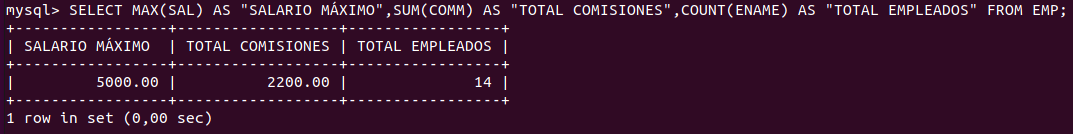 mysql> SELECT MAX(SAL) AS "SALARIO MÁXIMO",SUM(COMM) AS "TOTAL COMISIONES",COUNT(ENAME) AS "TOTAL EMPLEADOS" FROM EMP;
+-----------------+------------------+-----------------+
| SALARIO MÁXIMO  | TOTAL COMISIONES | TOTAL EMPLEADOS |
+-----------------+------------------+-----------------+
|         5000.00 |          2200.00 |              14 |
+-----------------+------------------+-----------------+
1 row in set (0,00 sec)